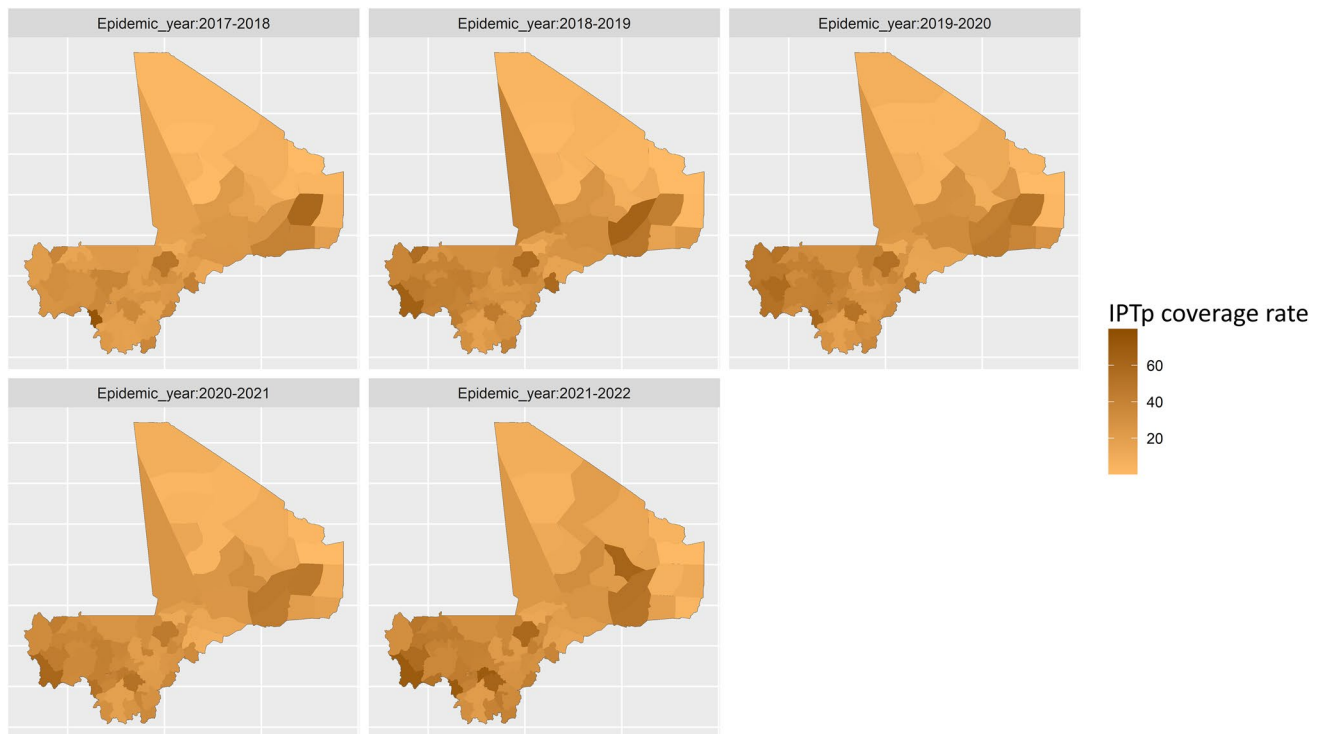 Epidemic_year:2017-2018
Epidemic_year:2018-2019
Epidemic_year:2019-2020
IPTp coverage rate
60
40
20
Epidemic_year:2020-2021
Epidemic_year:2021-2022